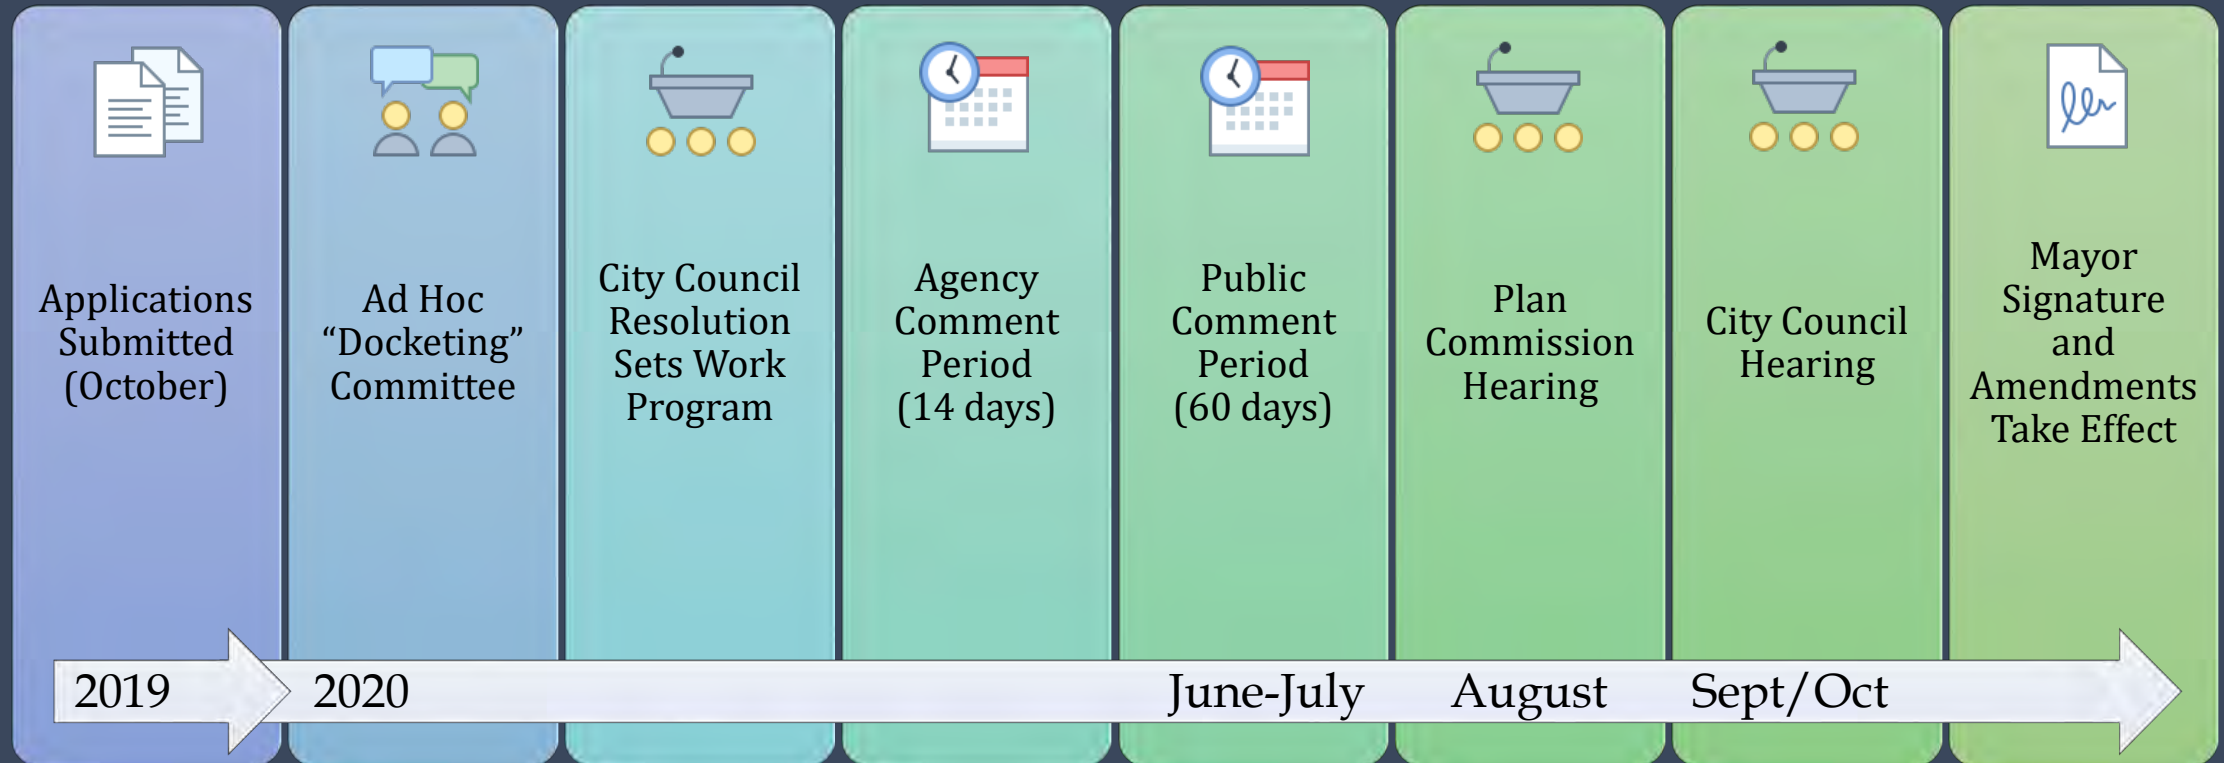 Applications
Submitted
(October)
Ad Hoc
“Docketing”
Committee
City Council
Resolution
Sets Work
Program
Agency
Comment
Period
(14 days)
Public
Comment
Period
(60 days)
Plan
Commission
Hearing
City Council
Hearing
Mayor
Signature
and
Amendments
Take Effect
2019
2020
June-July
August
Sept/Oct